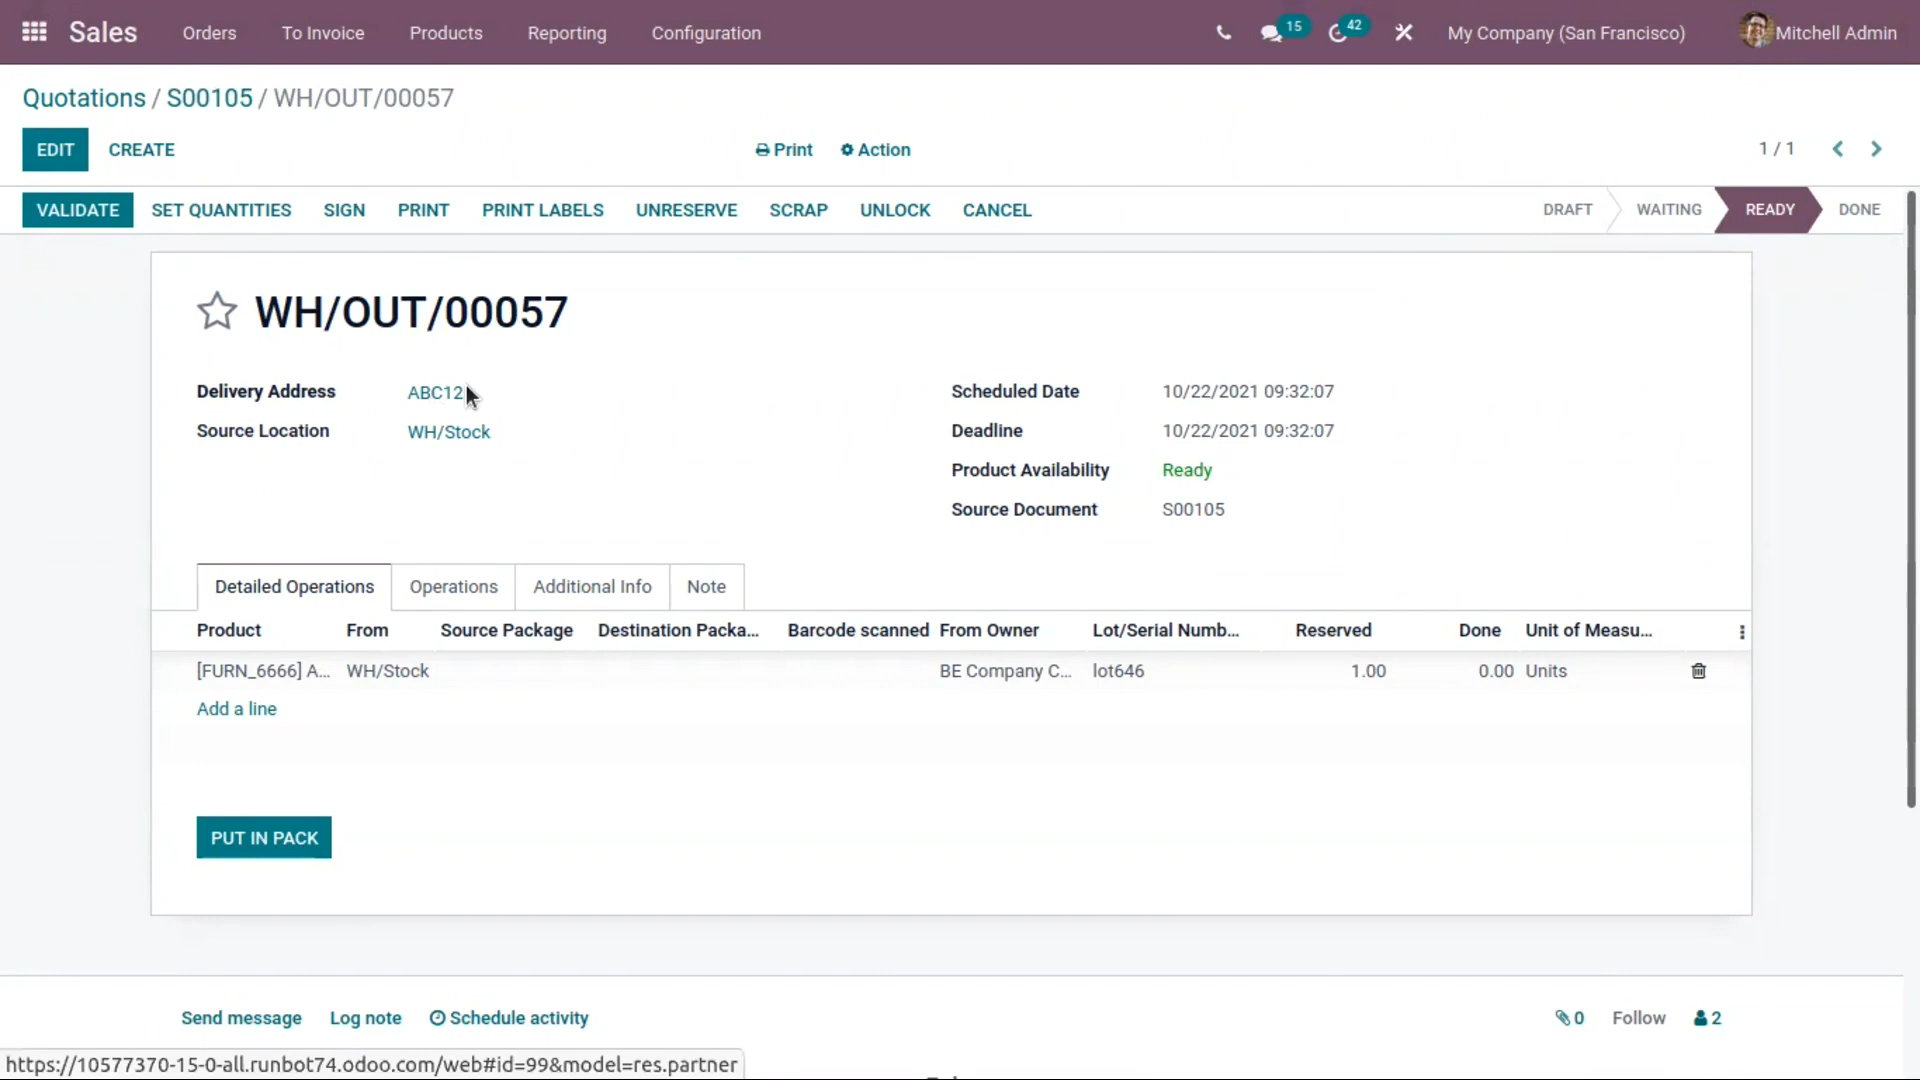 Sales Orders To Invoice Products Reporting Configuration 15 42 My Company (San Francisco) Mitchell Admin
Quotations / S00105 / WH/OUT/00057
EDIT CREATE Print Action 1 / 1
VALIDATE SET QUANTITIES SIGN PRINT PRINT LABELS UNRESERVE SCRAP UNLOCK CANCEL DRAFT WAITING READY DONE
WH/OUT/00057
Delivery Address ABC12 Scheduled Date 10/22/2021 09:32:07
Source Location WH/Stock Deadline 10/22/2021 09:32:07
Product Availability Ready
Source Document S00105
Detailed Operations Operations Additional Info Note
Product From Source Package Destination Packa... Barcode scanned From Owner Lot/Serial Numb... Reserved Done Unit of Measu...
[FURN_6666] A... WH/Stock BE Company C... lot646 1.00 0.00 Units
Add a line
PUT IN PACK
Send message Log note Schedule activity 0 Follow 2
https://10577370-15-0-all.runbot74.odoo.com/web#id=99&model=res.partner